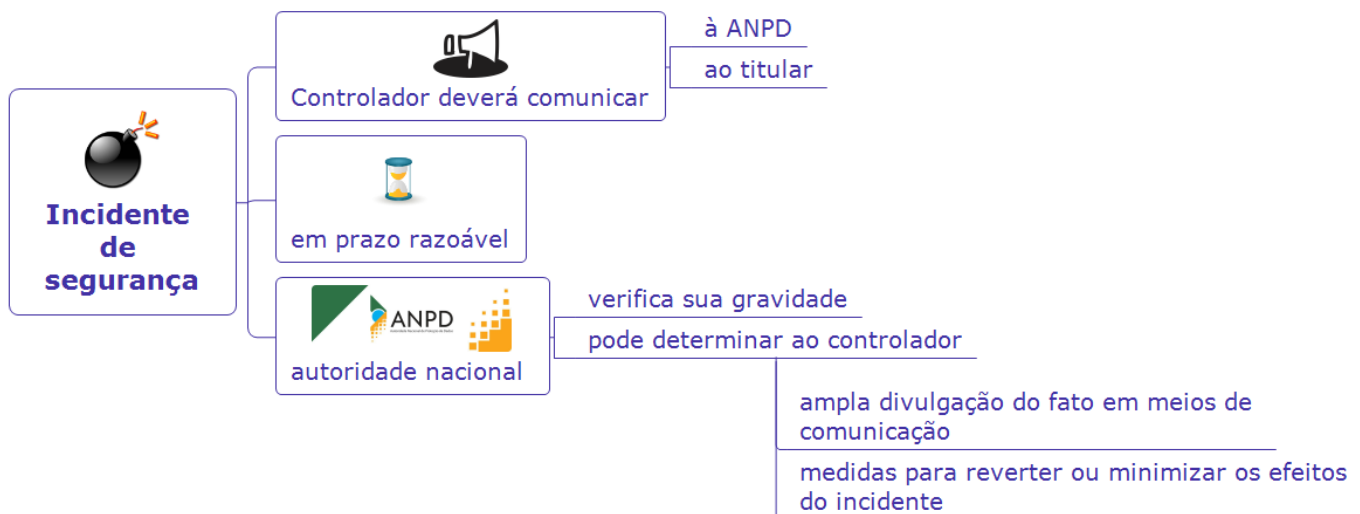 Incidente
de
segurança
Controlador deverá comunicar
à ANPD
ao titular
em prazo razoável
ANPD
autoridade nacional
verifica sua gravidade
pode determinar ao controlador
ampla divulgação do fato em meios de
comunicação
medidas para reverter ou minimizar os efeitos
do incidente